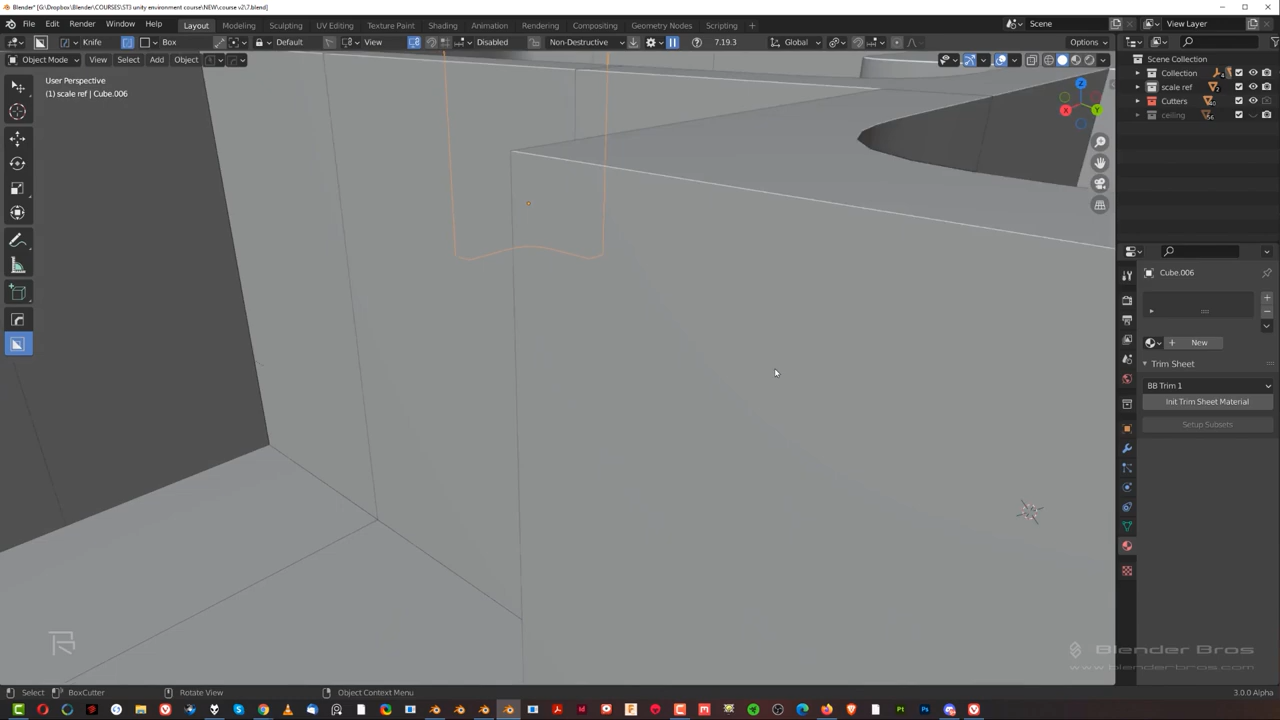 Blender* [G:\Dropbox\COURSES\ST3 unity environment course\NEW\course v2\7.blend]
File Edit Render Window Help Layout Modeling Sculpting UV Editing Texture Paint Shading Animation Rendering Compositing Geometry Nodes Scripting + Scene View Layer
Knife Box Default View Disabled Non-Destructive 7.19.3 Global Options
Object Mode View Select Add Object
User Perspective
(1) scale ref | Cube.006
Scene Collection
Collection
scale ref
Cutters
ceiling
Z
X
Y
Cube.006
New
Trim Sheet
BB Trim 1
Init Trim Sheet Material
Setup Subsets
Blender Bros
www.blenderbros.com
Select BoxCutter Rotate View Object Context Menu 3.0.0 Alpha